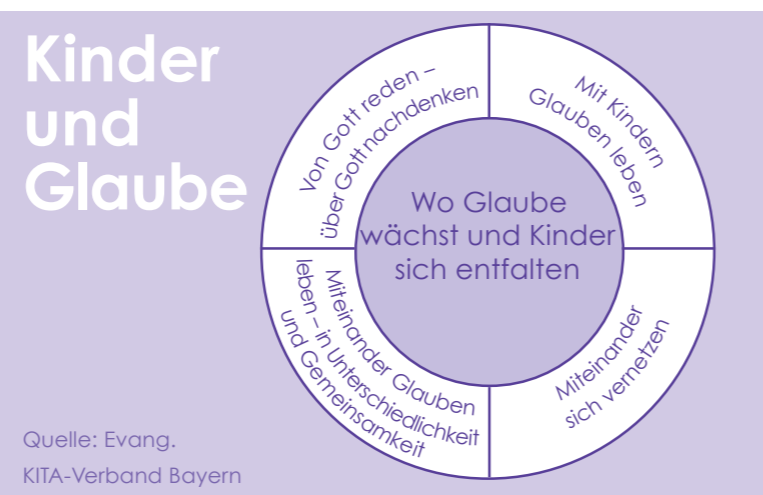 Kinder
und
Glaube
Von Gott reden –
über Gott nachdenken
Mit Kindern
Glauben leben
Wo Glaube
wächst und Kinder
sich entfalten
Miteinander Glauben
leben – in Unterschiedlichkeit
und Gemeinsamkeit
Miteinander
sich vernetzen
Quelle: Evang.
KITA-Verband Bayern